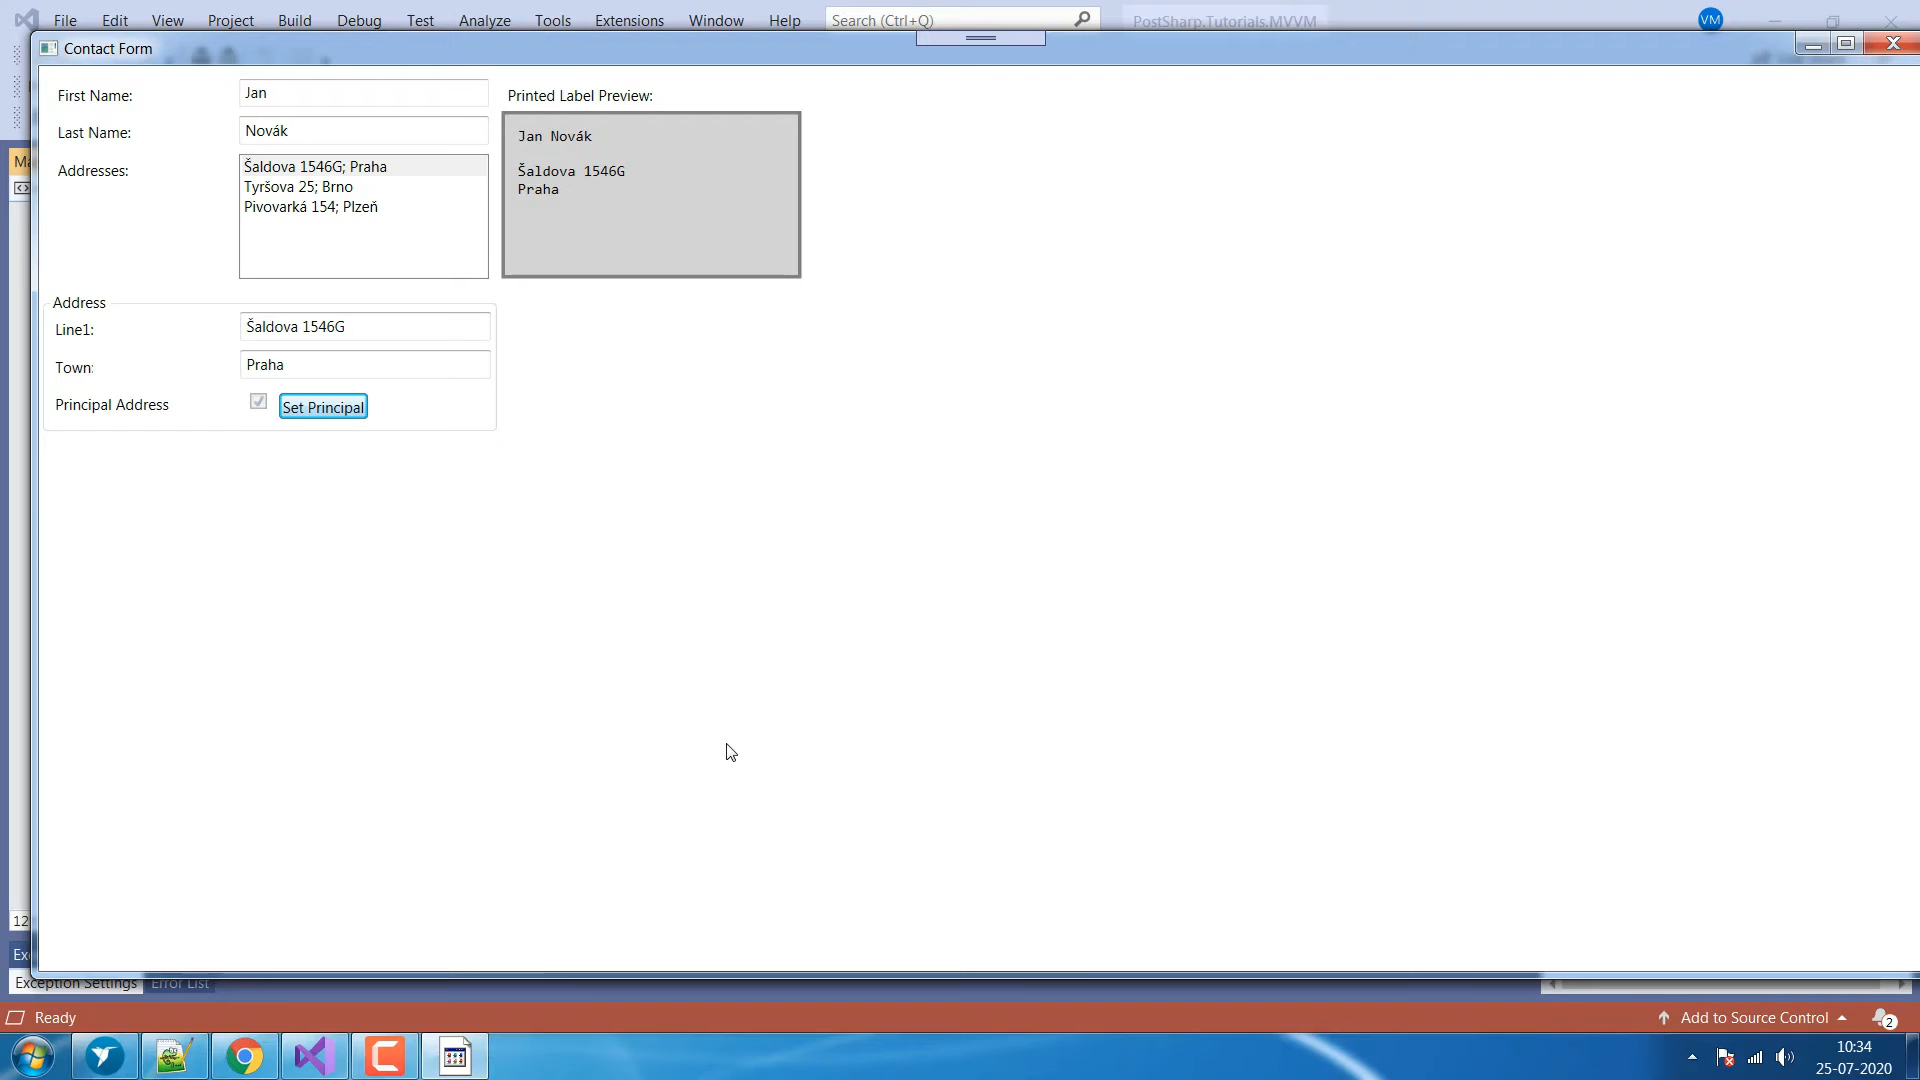 File Edit View Project Build Debug Test Analyze Tools Extensions Window Help Search (Ctrl+Q) PostSharp.Tutorials.MVVM VM
Contact Form
First Name: Jan Printed Label Preview:
Last Name: Novák
Jan Novák
Addresses: Šaldova 1546G; Praha
Tyršova 25; Brno
Pivovarká 154; Plzeň
Šaldova 1546G
Praha
Address
Line1: Šaldova 1546G
Town: Praha
Principal Address Set Principal
12
Exception Settings Error List
Ready Add to Source Control 2
10:34
25-07-2020